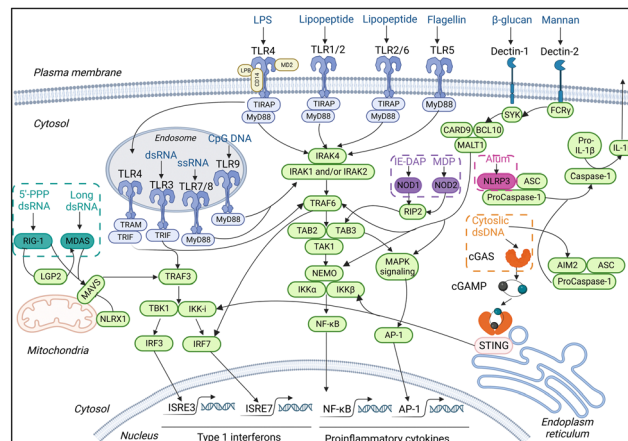 LPS Lipopeptide Lipopeptide Flagellin β-glucan Mannan
TLR4 TLR1/2 TLR2/6 TLR5 Dectin-1 Dectin-2
LPB MD2
CD14
Plasma membrane
TIRAP TIRAP TIRAP MyD88 SYK FCRγ
MyD88 MyD88 MyD88
Cytosol
CARD9 BCL10
MALT1
Endosome
CpG DNA
dsRNA
ssRNA
TLR9
TLR4 TLR3 TLR7/8
MyD88
TRAM
TRIF TRIF MyD88
IRAK4
IRAK1 and/or IRAK2
TRAF6
TAB2 TAB3
TAK1
IE-DAP MDP
NOD1 NOD2
RIP2
Alum
NLRP3 ASC
ProCaspase-1
Pro-
IL-1β
Caspase-1
IL-1
5'-PPP
dsRNA
Long
dsRNA
RIG-1 MDAS
LGP2
MAVS
NLRX1
Mitochondria
TRAF3
TBK1 IKK-i
IRF3 IRF7
NEMO
IKKα IKKβ
NF-κB
MAPK
signaling
AP-1
Cytoslic
dsDNA
cGAS
cGAMP
STING
AIM2 ASC
ProCaspase-1
Endoplasm
reticulum
Cytosol
ISRE3 ISRE7 NF-κB AP-1
Nucleus
Type 1 interferons Proinflammatory cytokines